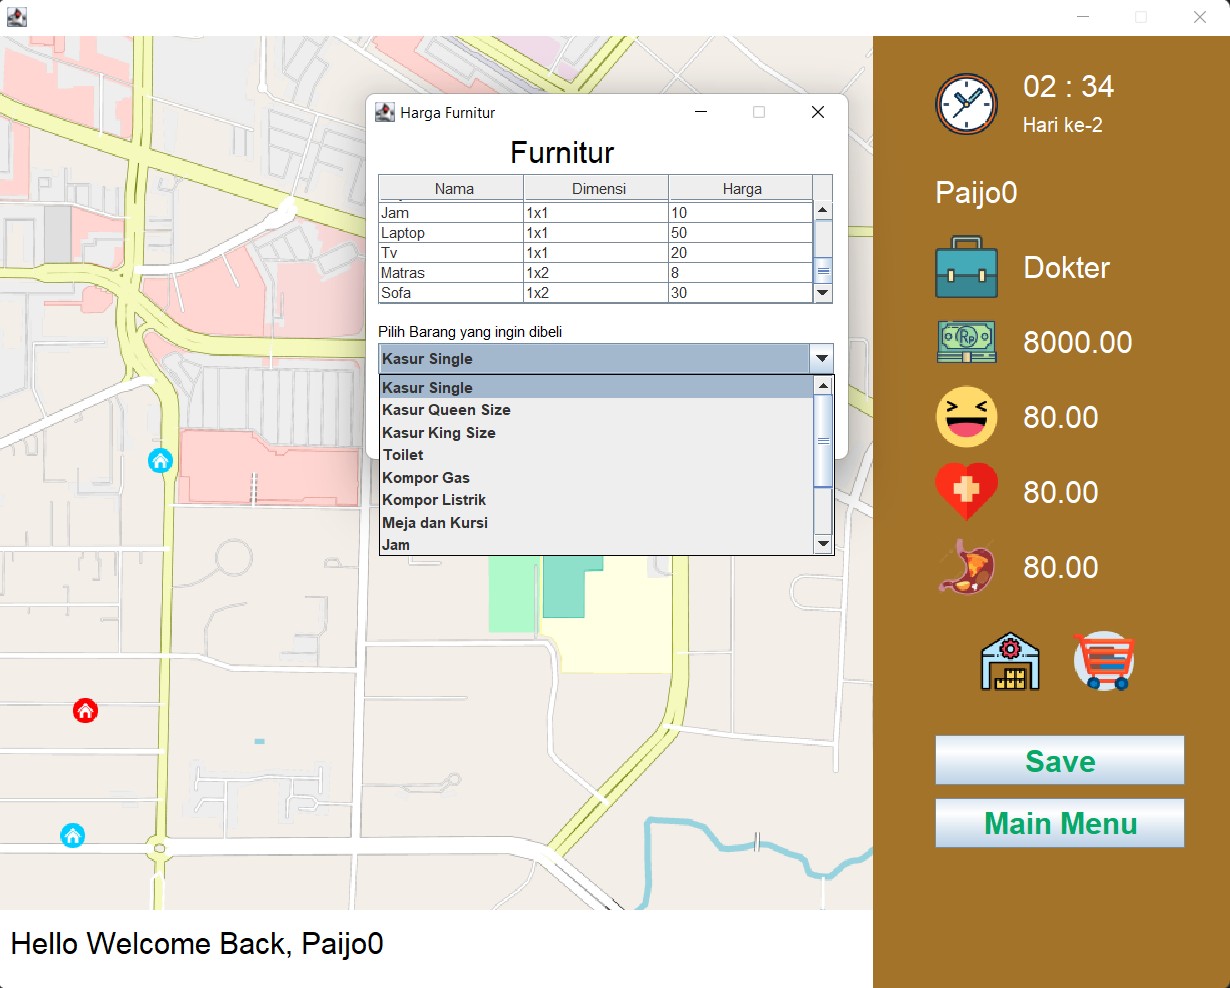 Harga Furnitur
Furnitur
Nama Dimensi Harga
Jam 1x1 10
Laptop 1x1 50
Tv 1x1 20
Matras 1x2 8
Sofa 1x2 30
Pilih Barang yang ingin dibeli
Kasur Single
Kasur Single
Kasur Queen Size
Kasur King Size
Toilet
Kompor Gas
Kompor Listrik
Meja dan Kursi
Jam
02 : 34
Hari ke-2
Paijo0
Dokter
Rp
8000.00
80.00
80.00
80.00
Save
Main Menu
Hello Welcome Back, Paijo0